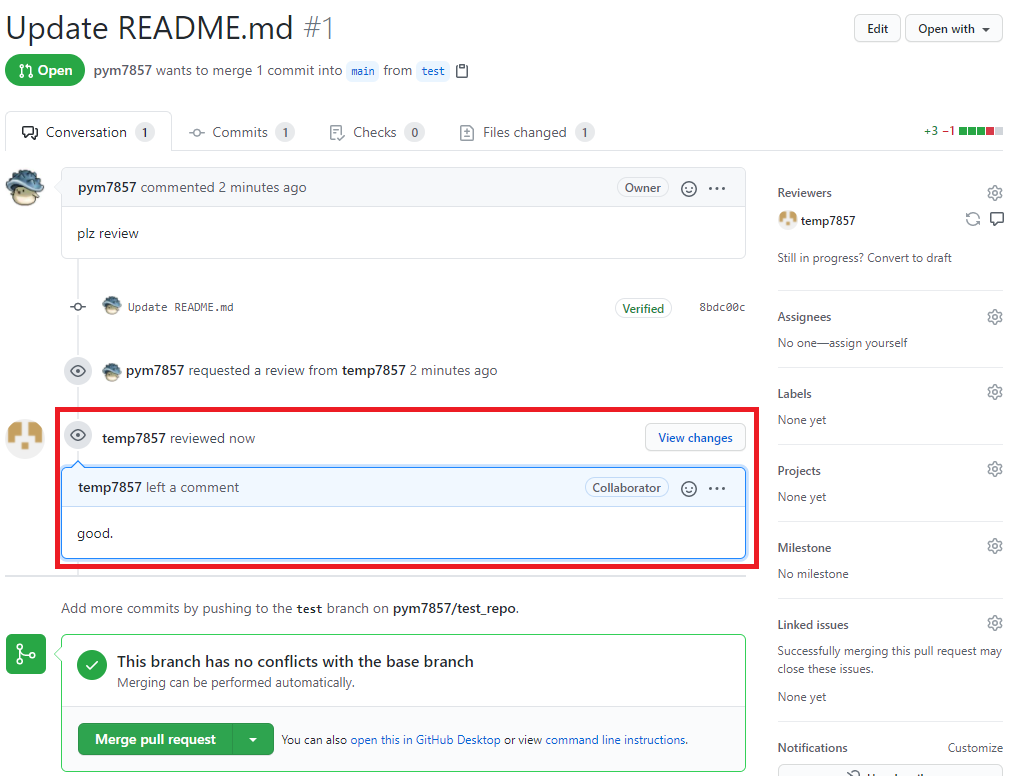 Update README.md #1
Edit
Open with
Open
pym7857 wants to merge 1 commit into main from test
Conversation 1
Commits 1
Checks 0
Files changed 1
+3 −1
pym7857 commented 2 minutes ago
Owner
plz review
Update README.md
Verified
8bdc00c
pym7857 requested a review from temp7857 2 minutes ago
temp7857 reviewed now
View changes
temp7857 left a comment
Collaborator
good.
Add more commits by pushing to the test branch on pym7857/test_repo.
This branch has no conflicts with the base branch
Merging can be performed automatically.
Merge pull request
You can also open this in GitHub Desktop or view command line instructions.
Reviewers
temp7857
Still in progress? Convert to draft
Assignees
No one—assign yourself
Labels
None yet
Projects
None yet
Milestone
No milestone
Linked issues
Successfully merging this pull request may
close these issues.
None yet
Notifications
Customize